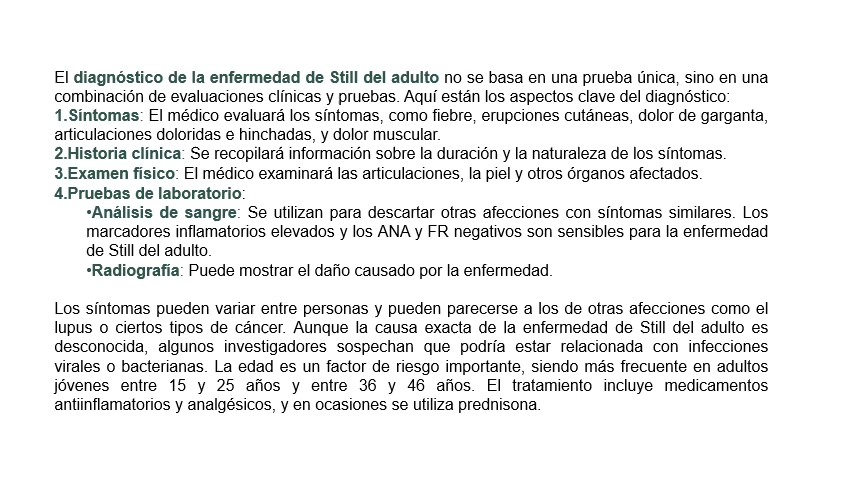 El diagnóstico de la enfermedad de Still del adulto no se basa en una prueba única, sino en una
combinación de evaluaciones clínicas y pruebas. Aquí están los aspectos clave del diagnóstico:
1.Síntomas: El médico evaluará los síntomas, como fiebre, erupciones cutáneas, dolor de garganta,
articulaciones doloridas e hinchadas, y dolor muscular.
2.Historia clínica: Se recopilará información sobre la duración y la naturaleza de los síntomas.
3.Examen físico: El médico examinará las articulaciones, la piel y otros órganos afectados.
4.Pruebas de laboratorio:
•Análisis de sangre: Se utilizan para descartar otras afecciones con síntomas similares. Los
marcadores inflamatorios elevados y los ANA y FR negativos son sensibles para la enfermedad
de Still del adulto.
•Radiografía: Puede mostrar el daño causado por la enfermedad.
Los síntomas pueden variar entre personas y pueden parecerse a los de otras afecciones como el
lupus o ciertos tipos de cáncer. Aunque la causa exacta de la enfermedad de Still del adulto es
desconocida, algunos investigadores sospechan que podría estar relacionada con infecciones
virales o bacterianas. La edad es un factor de riesgo importante, siendo más frecuente en adultos
jóvenes entre 15 y 25 años y entre 36 y 46 años. El tratamiento incluye medicamentos
antiinflamatorios y analgésicos, y en ocasiones se utiliza prednisona.